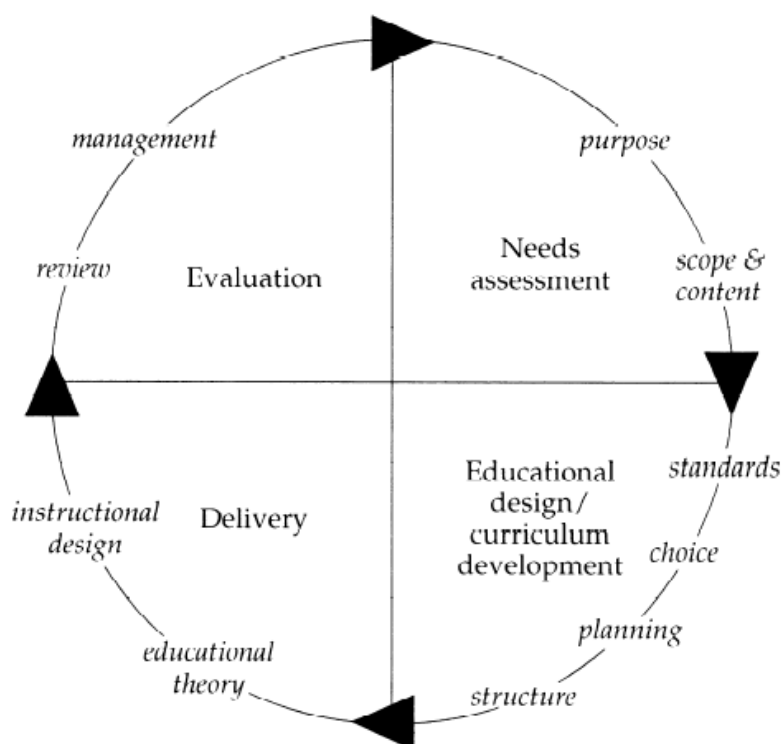 management
purpose
review
Evaluation
Needs
assessment
scope &
content
instructional
design
Delivery
Educational
design/
curriculum
development
standards
choice
planning
structure
educational
theory